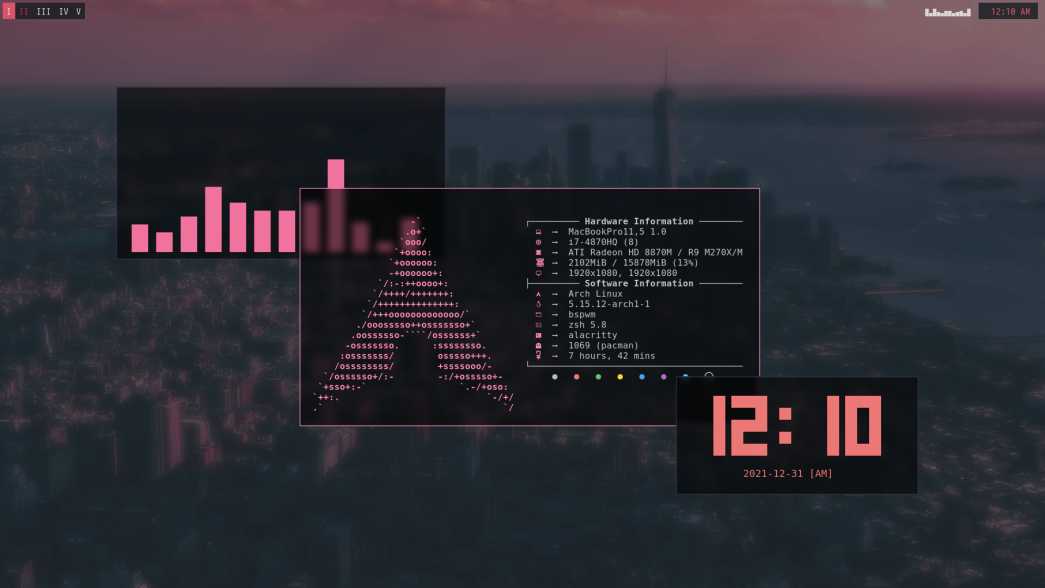 I II III IV V
12:10 AM
Hardware Information
→ MacBookPro11,5 1.0
→ i7-4870HQ (8)
→ ATI Radeon HD 8870M / R9 M270X/M
→ 2102MiB / 15878MiB (13%)
→ 1920x1080, 1920x1080
Software Information
→ Arch Linux
→ 5.15.12-arch1-1
→ bspwm
→ zsh 5.8
→ alacritty
→ 1069 (pacman)
→ 7 hours, 42 mins
12:10
2021-12-31 [AM]